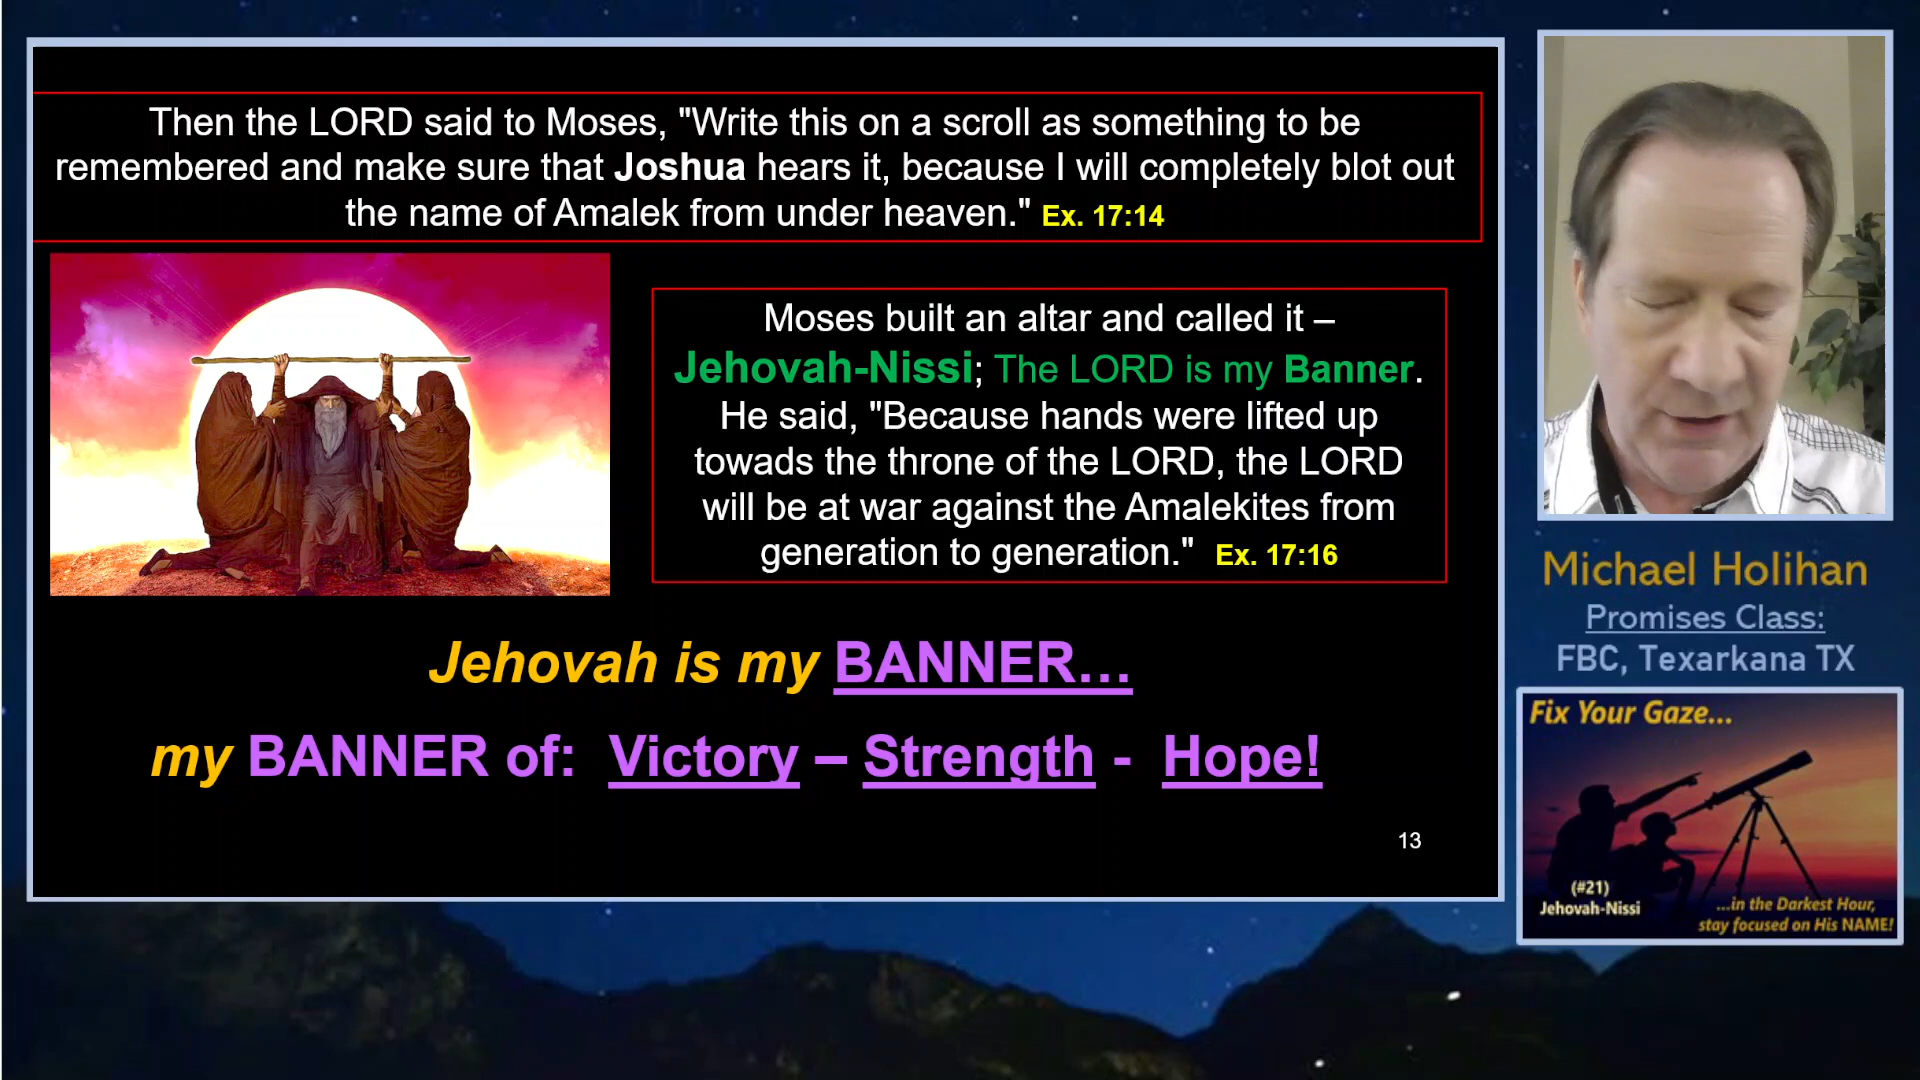 Then the LORD said to Moses, "Write this on a scroll as something to be
remembered and make sure that Joshua hears it, because I will completely blot out
the name of Amalek from under heaven." Ex. 17:14
Moses built an altar and called it –
Jehovah-Nissi; The LORD is my Banner.
He said, "Because hands were lifted up
towads the throne of the LORD, the LORD
will be at war against the Amalekites from
generation to generation." Ex. 17:16
Jehovah is my BANNER…
my BANNER of: Victory – Strength - Hope!
13
Michael Holihan
Promises Class:
FBC, Texarkana TX
Fix Your Gaze...
(#21)
Jehovah-Nissi
...in the Darkest Hour,
stay focused on His NAME!